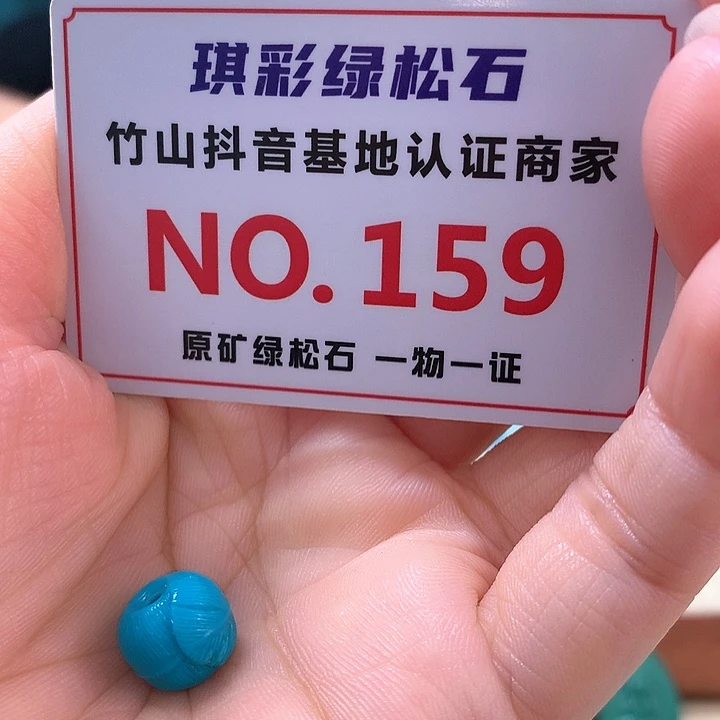 琪彩绿松石
竹山抖音基地认证商家
NO. 159
原矿绿松石 一物一证